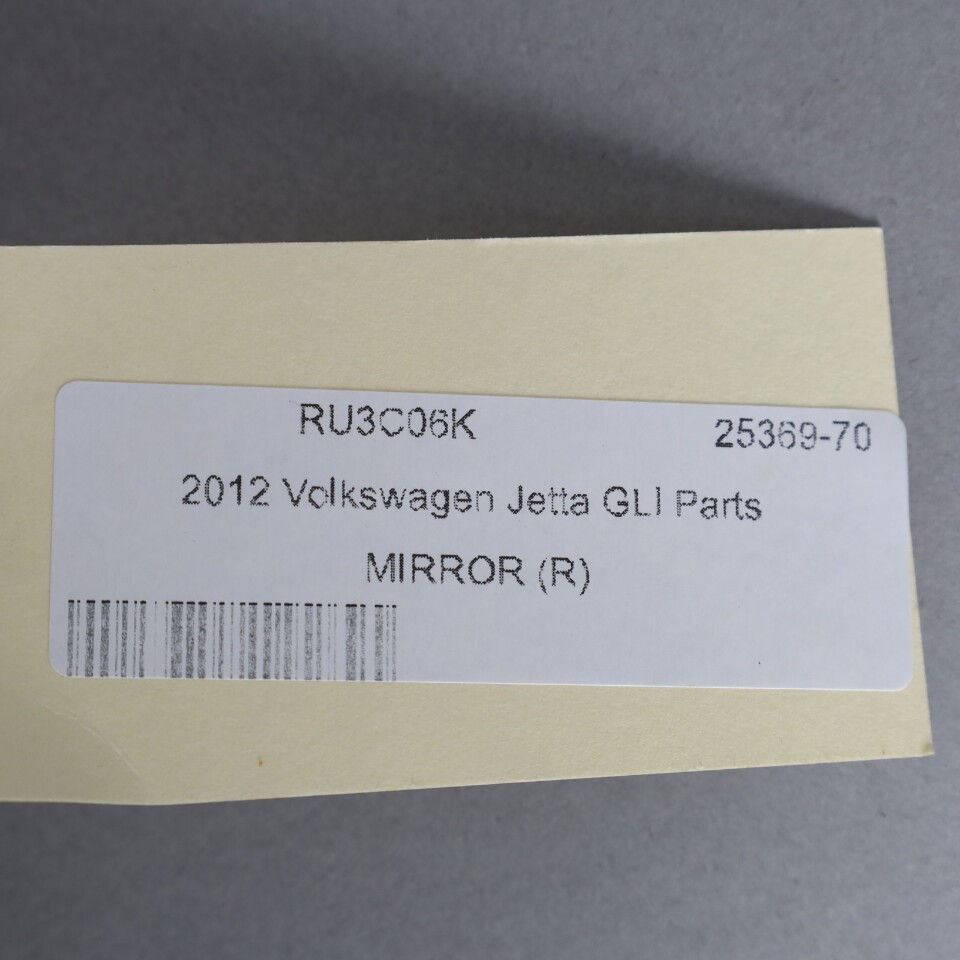 RU3C06K 25369-70
2012 Volkswagen Jetta GLI Parts
MIRROR (R)